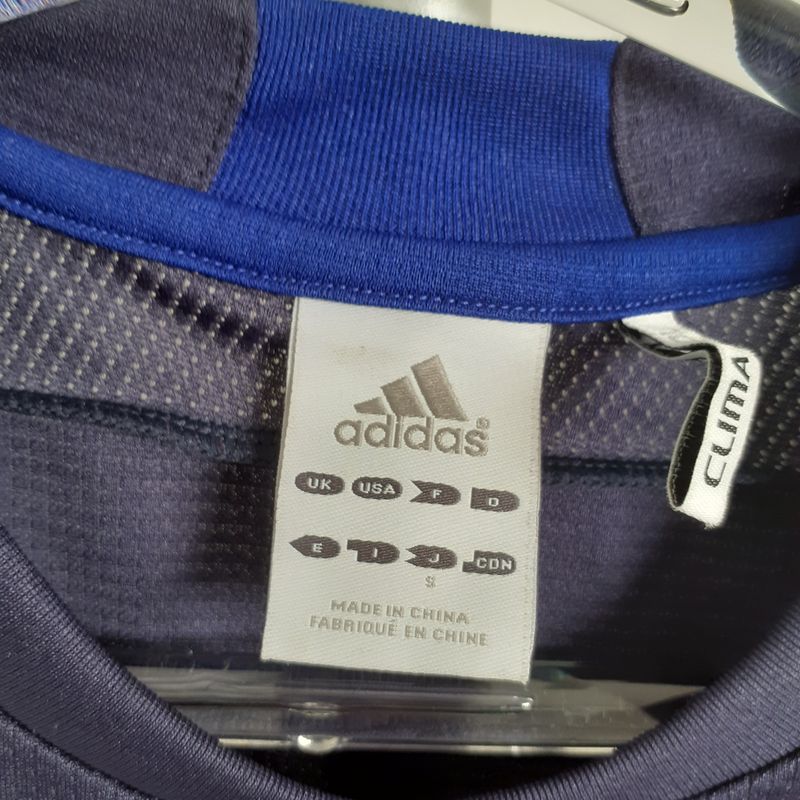 adidas®
UK USA F D
E I J CDN
S
MADE IN CHINA
FABRIQUÉ EN CHINE
CLIMA